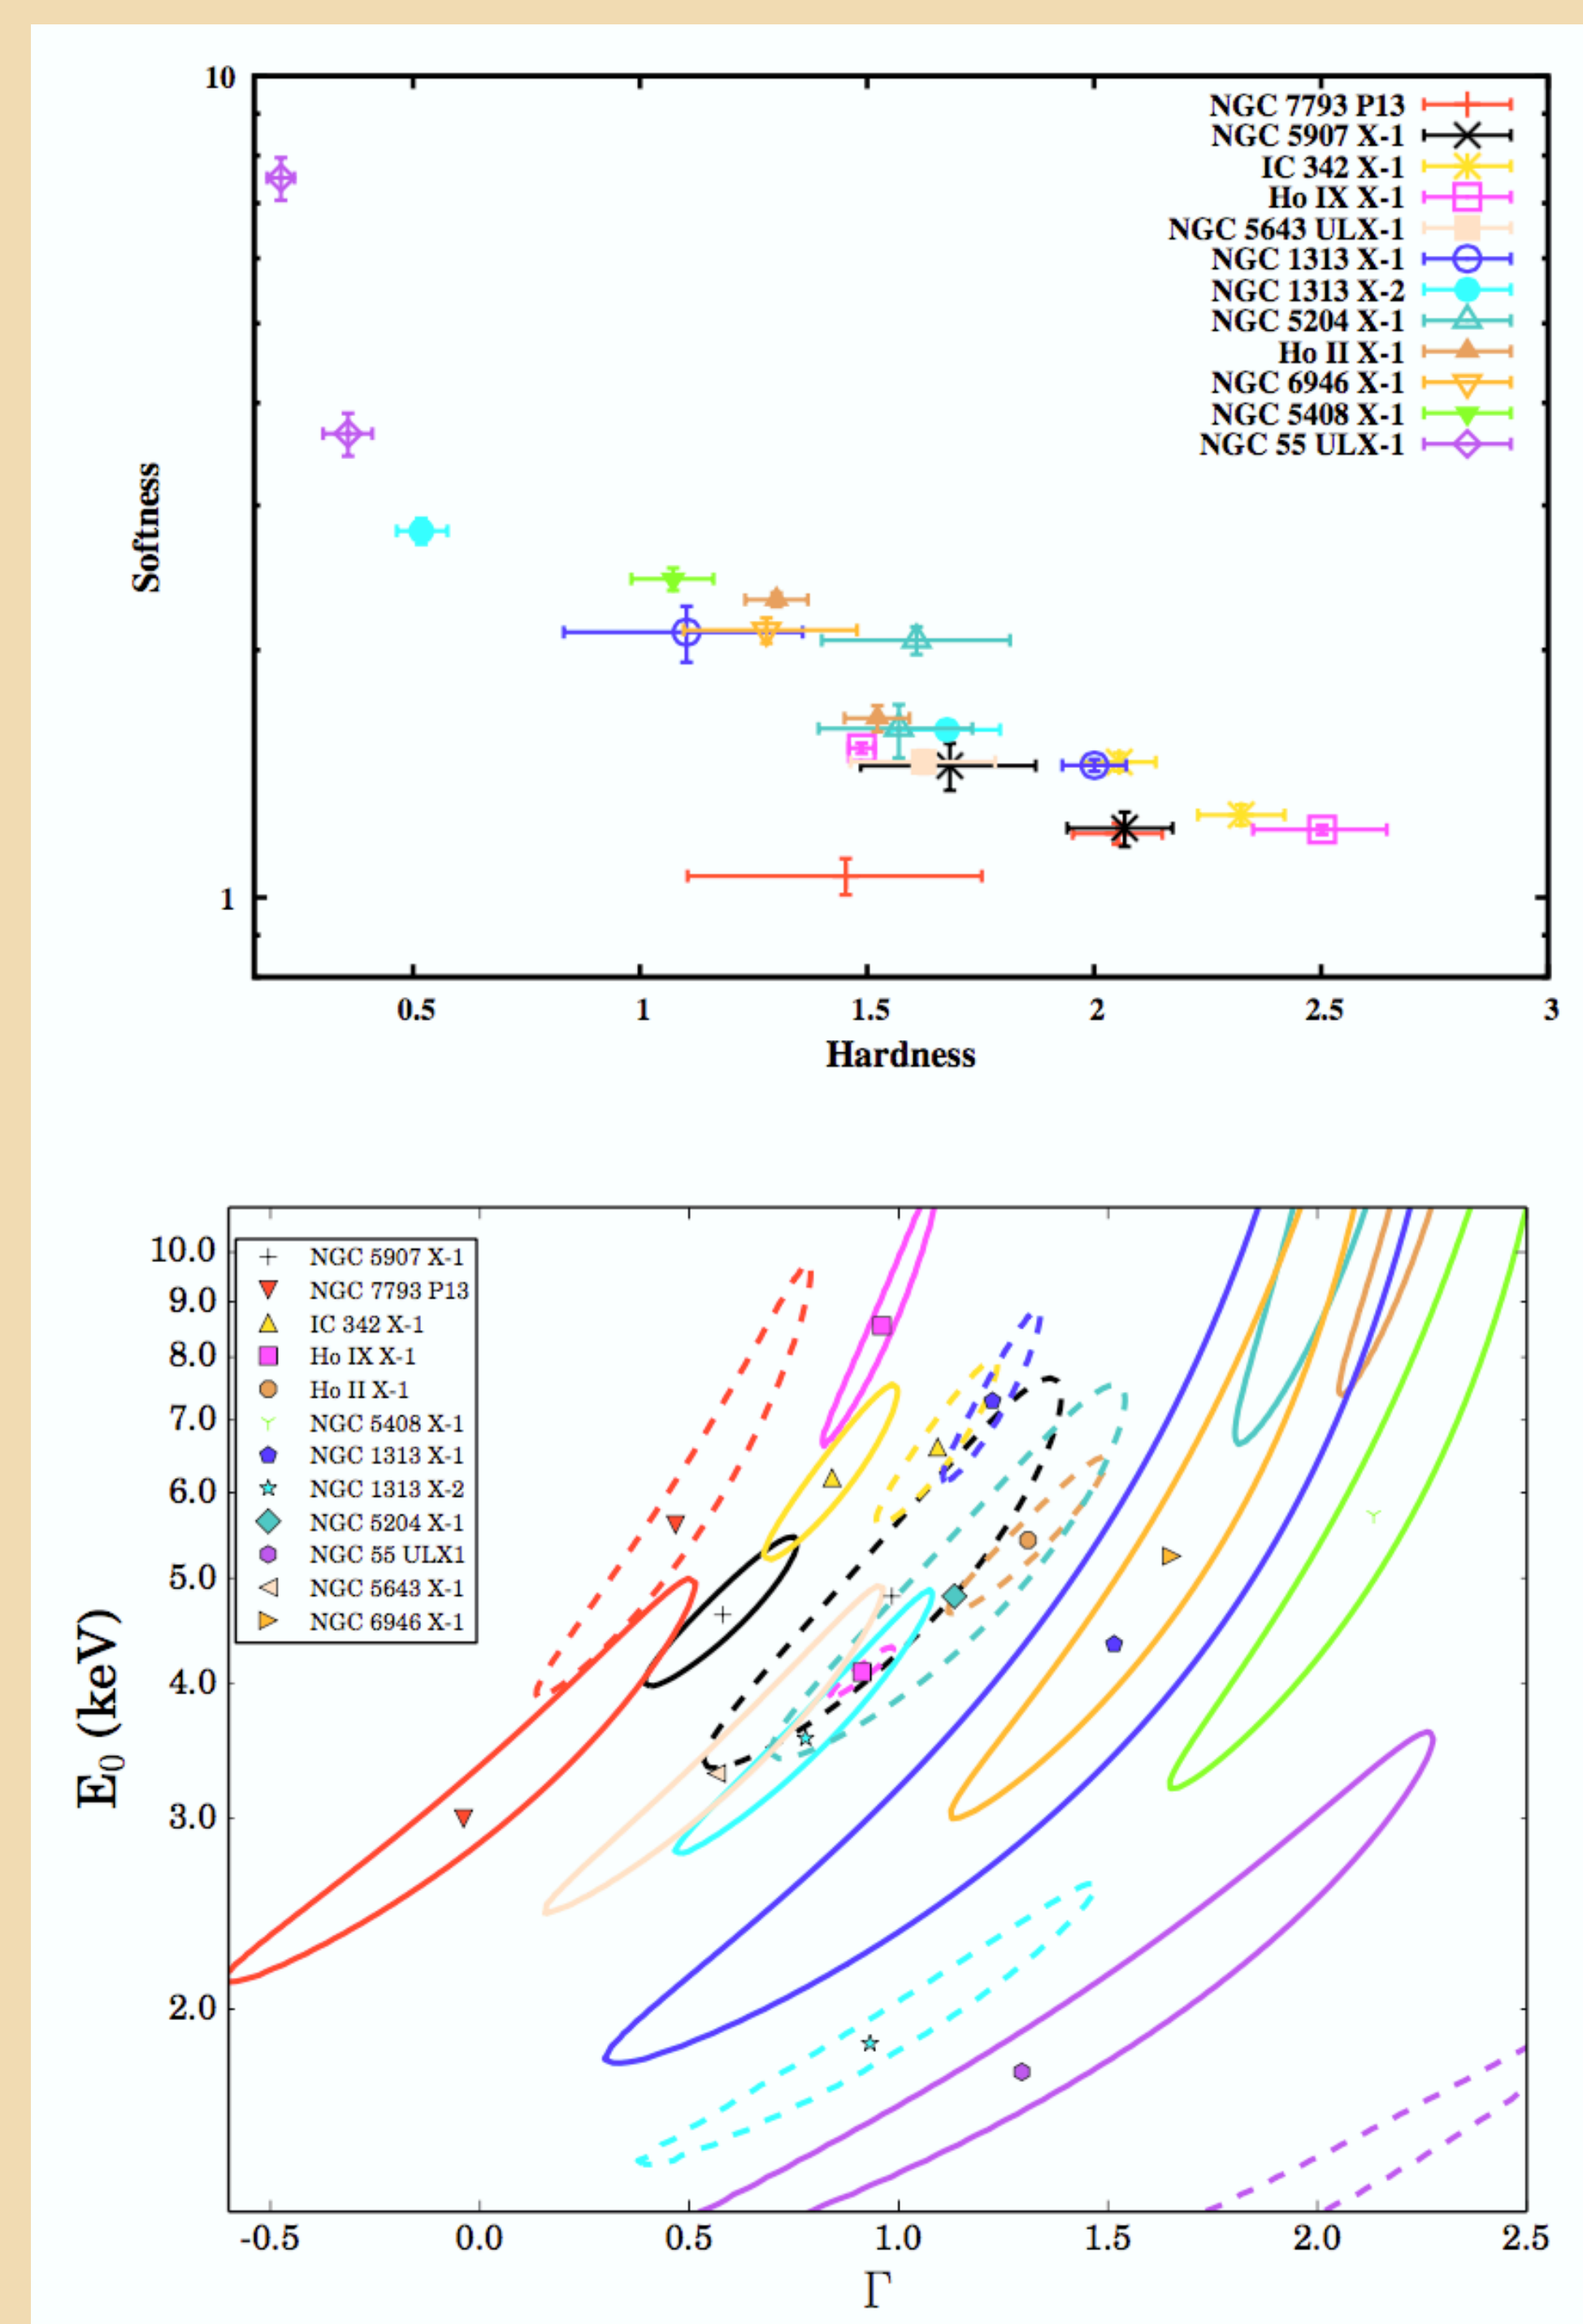 10
1
Softness
0.5 1 1.5 2 2.5 3
Hardness
NGC 7793 P13
NGC 5907 X-1
IC 342 X-1
Ho IX X-1
NGC 5643 ULX-1
NGC 1313 X-1
NGC 1313 X-2
NGC 5204 X-1
Ho II X-1
NGC 6946 X-1
NGC 5408 X-1
NGC 55 ULX-1
10.0
9.0
8.0
7.0
6.0
5.0
4.0
3.0
2.0
E₀ (keV)
NGC 5907 X-1
NGC 7793 P13
IC 342 X-1
Ho IX X-1
Ho II X-1
NGC 5408 X-1
NGC 1313 X-1
NGC 1313 X-2
NGC 5204 X-1
NGC 55 ULX1
NGC 5643 X-1
NGC 6946 X-1
-0.5 0.0 0.5 1.0 1.5 2.0 2.5
Γ